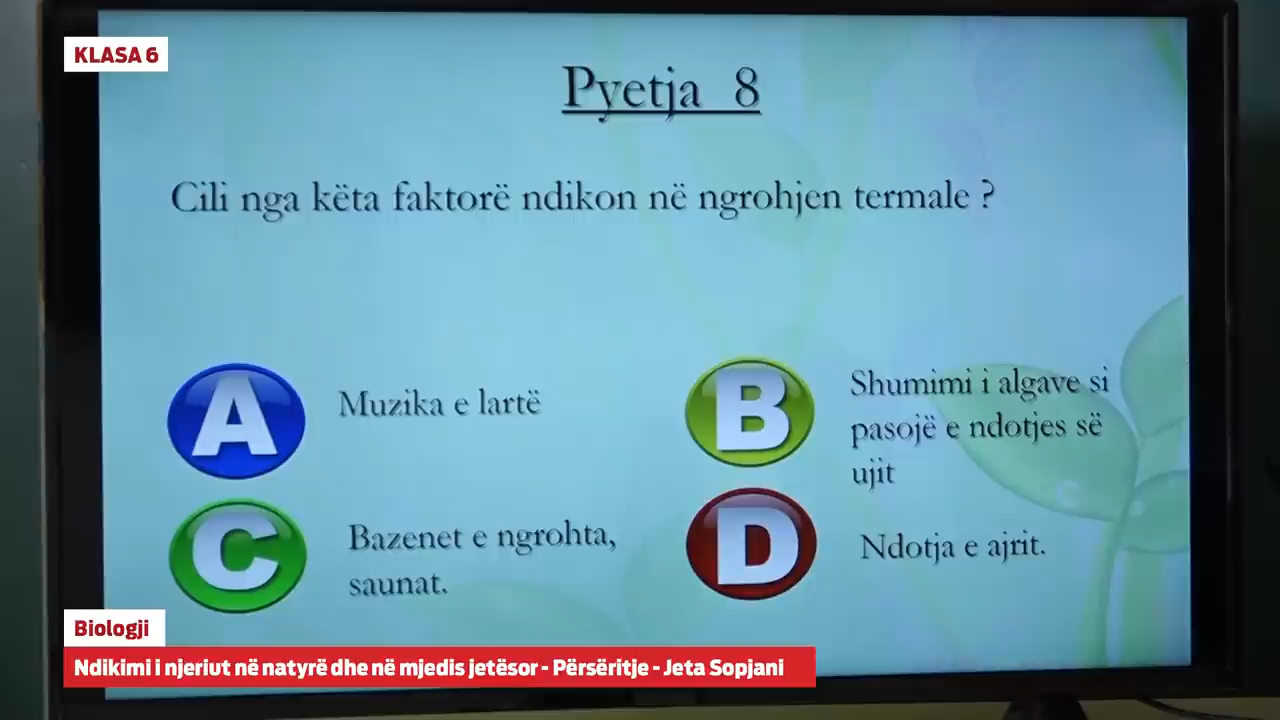 KLASA 6
Pyetja 8
Cili nga këta faktorë ndikon në ngrohjen termale ?
A
Muzika e lartë
B
Shumimi i algave si
pasojë e ndotjes së
ujit
C
Bazenet e ngrohta,
saunat.
D
Ndotja e ajrit.
Biologji
Ndikimi i njeriut në natyrë dhe në mjedis jetësor - Përsëritje - Jeta Sopjani